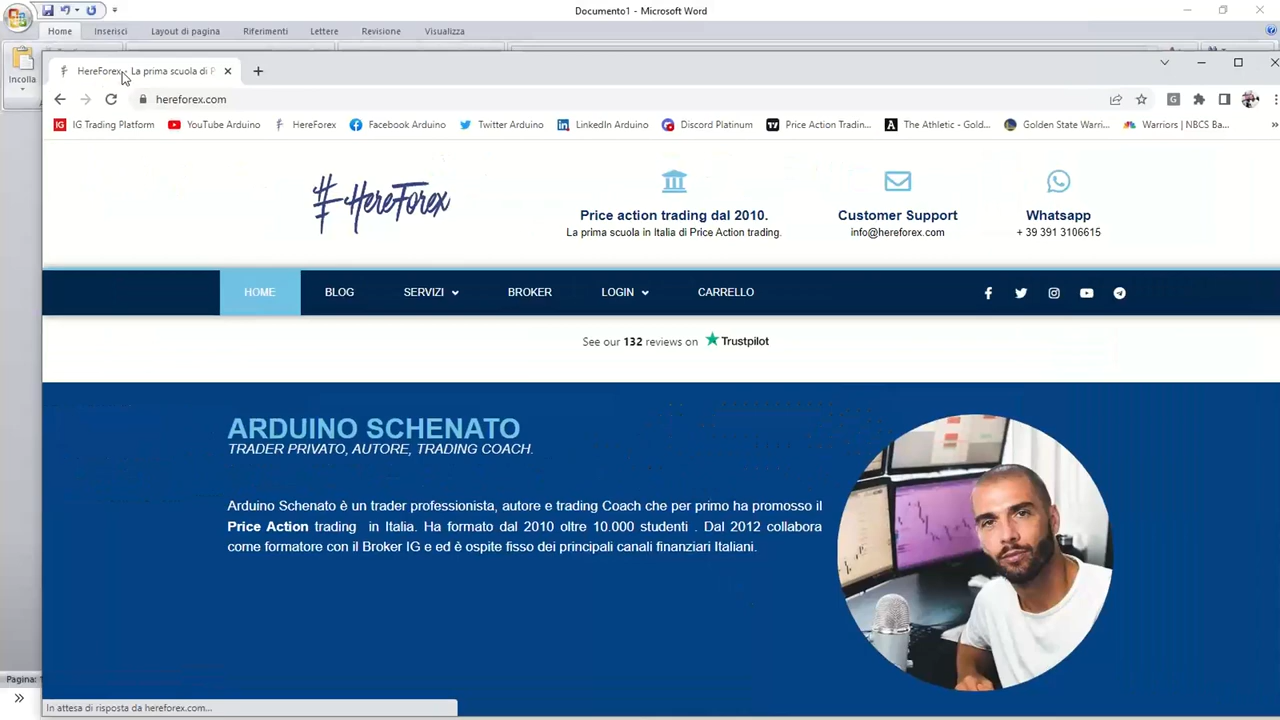 Documento1 - Microsoft Word
Home Inserisci Layout di pagina Riferimenti Lettere Revisione Visualizza
Incolla
HereForex - La prima scuola di P
hereforex.com
IG Trading Platform YouTube Arduino HereForex Facebook Arduino Twitter Arduino LinkedIn Arduino Discord Platinum Price Action Tradin... The Athletic - Gold... Golden State Warri... Warriors | NBCS Ba...
#HereForex
Price action trading dal 2010.
La prima scuola in Italia di Price Action trading.
Customer Support
info@hereforex.com
Whatsapp
+ 39 391 3106615
HOME BLOG SERVIZI BROKER LOGIN CARRELLO
See our 132 reviews on Trustpilot
ARDUINO SCHENATO
TRADER PRIVATO, AUTORE, TRADING COACH.
Arduino Schenato è un trader professionista, autore e trading Coach che per primo ha promosso il
Price Action trading in Italia. Ha formato dal 2010 oltre 10.000 studenti . Dal 2012 collabora
come formatore con il Broker IG e ed è ospite fisso dei principali canali finanziari Italiani.
Pagina:
In attesa di risposta da hereforex.com...